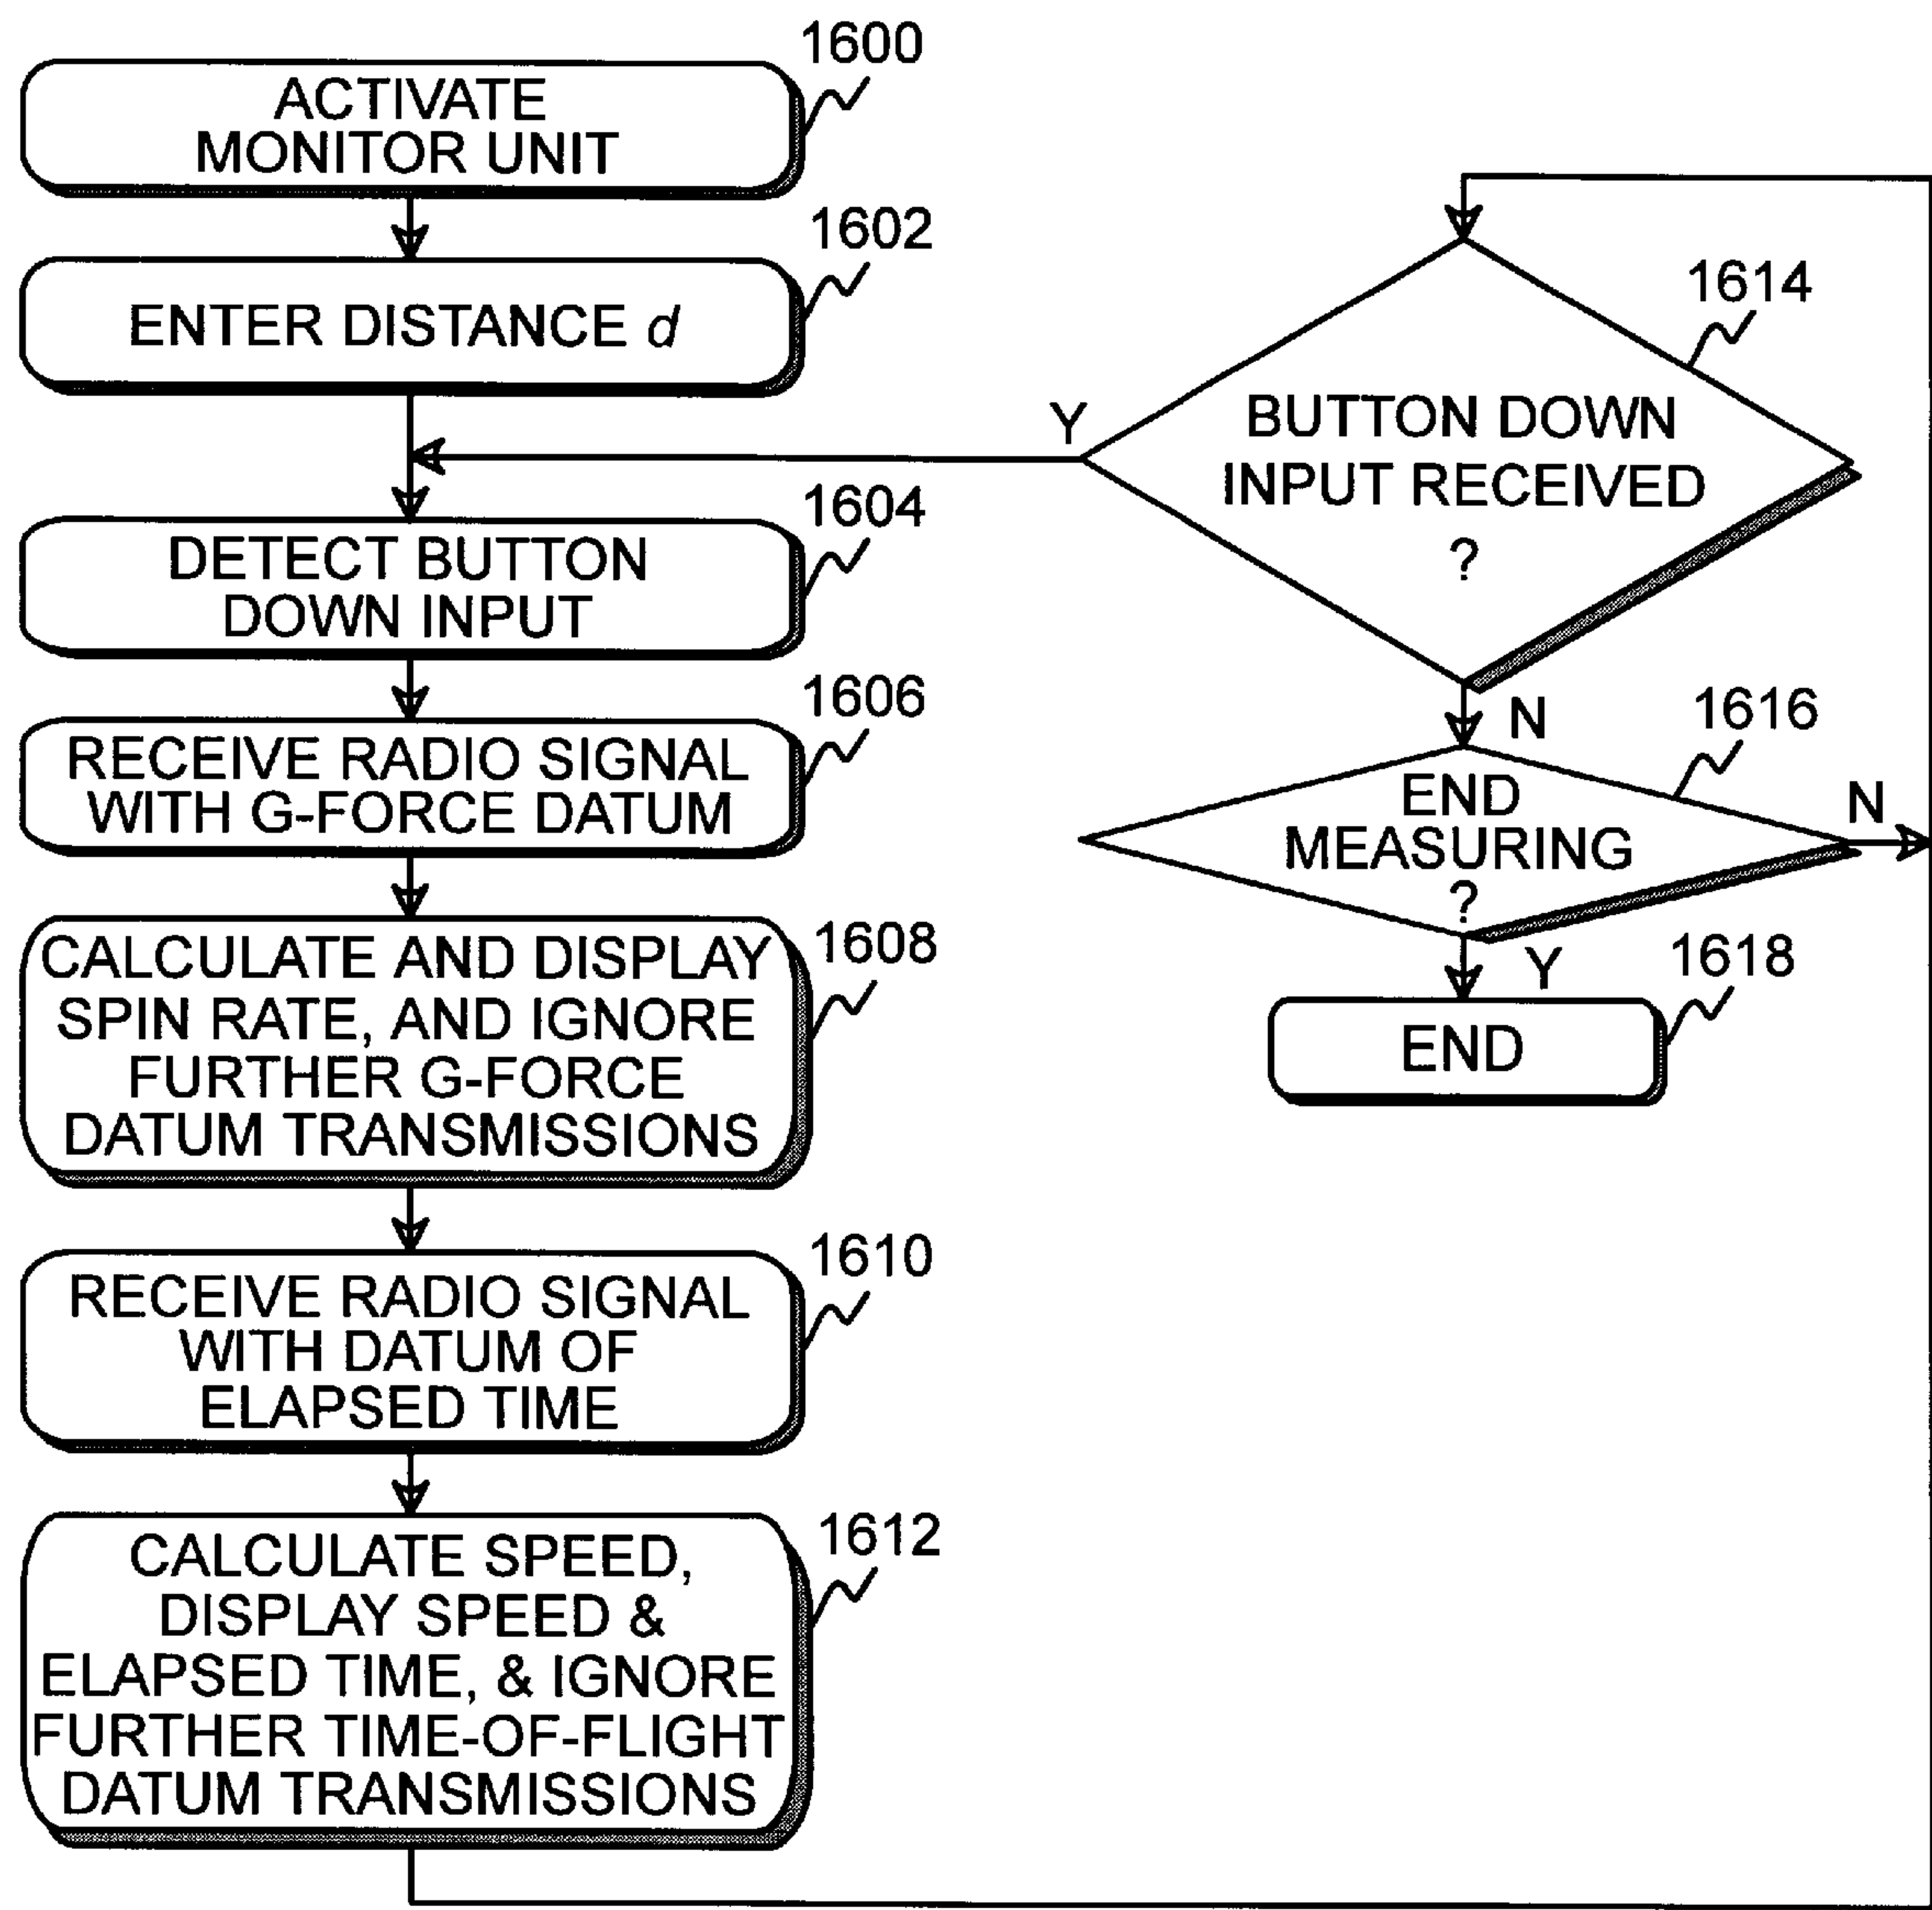 1600
ACTIVATE
MONITOR UNIT
1602
ENTER DISTANCE d
1604
DETECT BUTTON
DOWN INPUT
1606
RECEIVE RADIO SIGNAL
WITH G-FORCE DATUM
1608
CALCULATE AND DISPLAY
SPIN RATE, AND IGNORE
FURTHER G-FORCE
DATUM TRANSMISSIONS
1610
RECEIVE RADIO SIGNAL
WITH DATUM OF
ELAPSED TIME
1612
CALCULATE SPEED,
DISPLAY SPEED &
ELAPSED TIME, & IGNORE
FURTHER TIME-OF-FLIGHT
DATUM TRANSMISSIONS
1614
Y
BUTTON DOWN
INPUT RECEIVED
?
N
1616
END
MEASURING
?
N
Y
1618
END